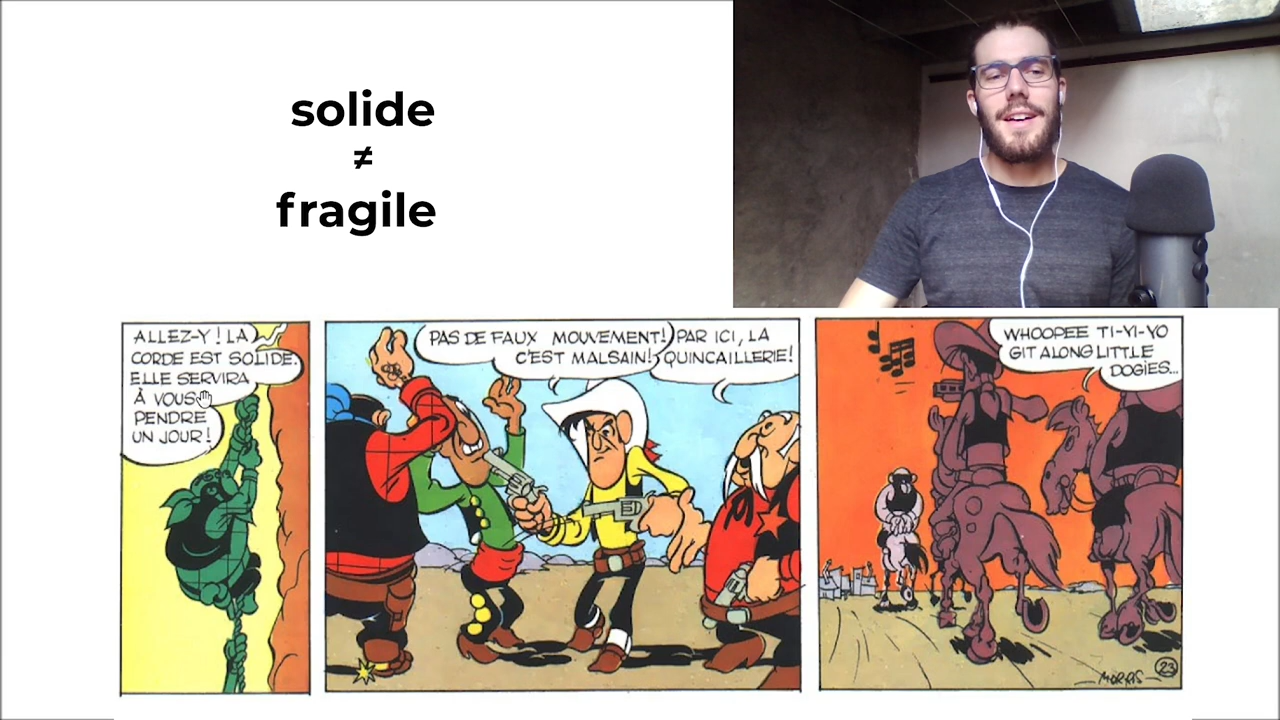 solide
≠
fragile
ALLEZ-Y! LA
CORDE EST SOLIDE,
ELLE SERVIRA
À VOUS
PENDRE
UN JOUR!
PAS DE FAUX MOUVEMENT!
C'EST MALSAIN!
PAR ICI, LA
QUINCAILLERIE!
WHOOPEE TI-YI-YO
GIT ALONG LITTLE
DOGIES...
MORRIS
23